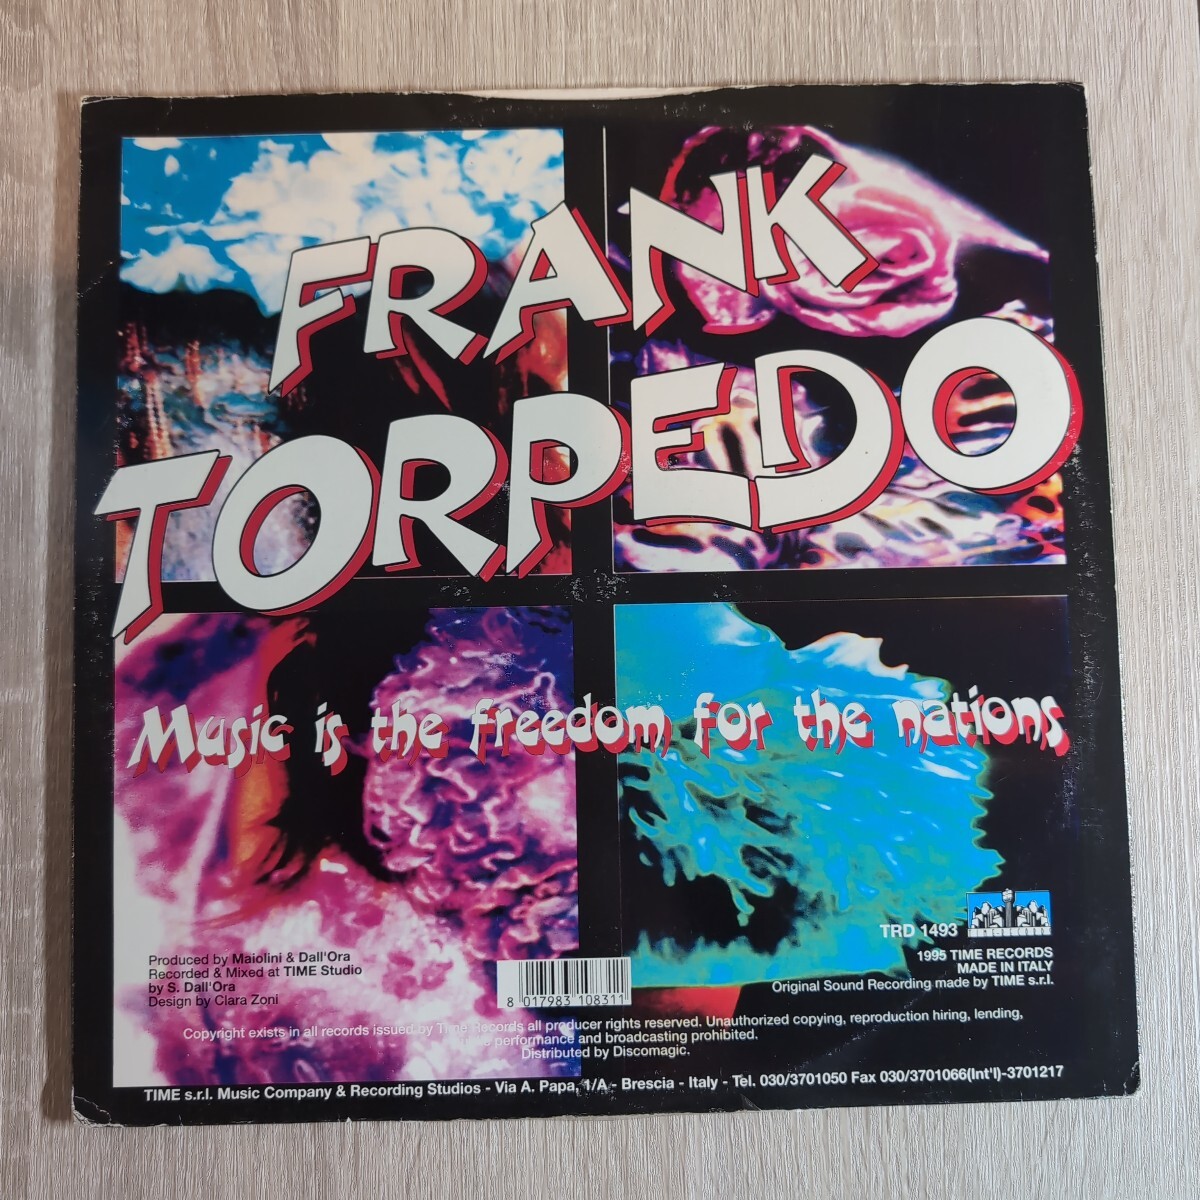 FRANK
TORPEDO
Music is the freedom for the nations
Produced by Maiolini & Dall'Ora
Recorded & Mixed at TIME Studio
by S. Dall'Ora
Design by Clara Zoni
8 017983 108311
TRD 1493
TIME RECORDS
1995 TIME RECORDS
MADE IN ITALY
Original Sound Recording made by TIME s.r.l.
Copyright exists in all records issued by Time Records all producer rights reserved. Unauthorized copying, reproduction hiring, lending,
performance and broadcasting prohibited.
Distributed by Discomagic.
TIME s.r.l. Music Company & Recording Studios - Via A. Papa, 1/A - Brescia - Italy - Tel. 030/3701050 Fax 030/3701066(Int'l)-3701217